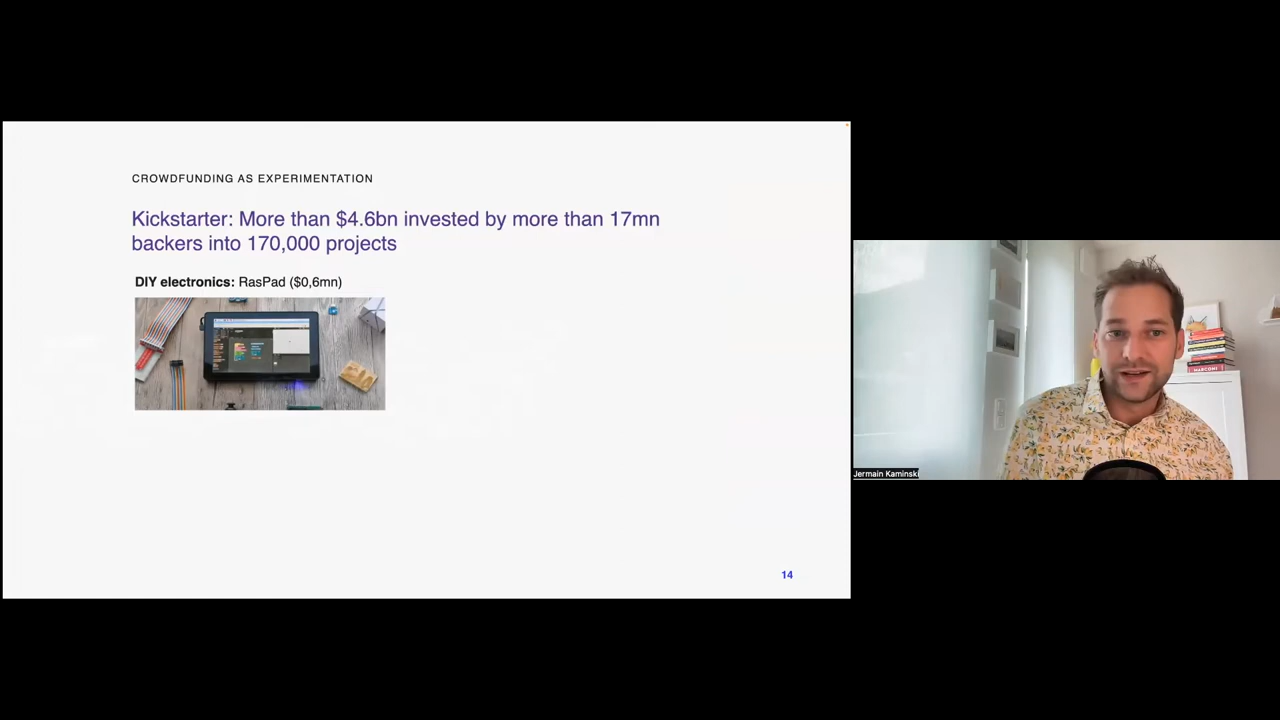 CROWDFUNDING AS EXPERIMENTATION
Kickstarter: More than $4.6bn invested by more than 17mn
backers into 170,000 projects
DIY electronics: RasPad ($0,6mn)
14
MARCONI
Jermain Kaminski